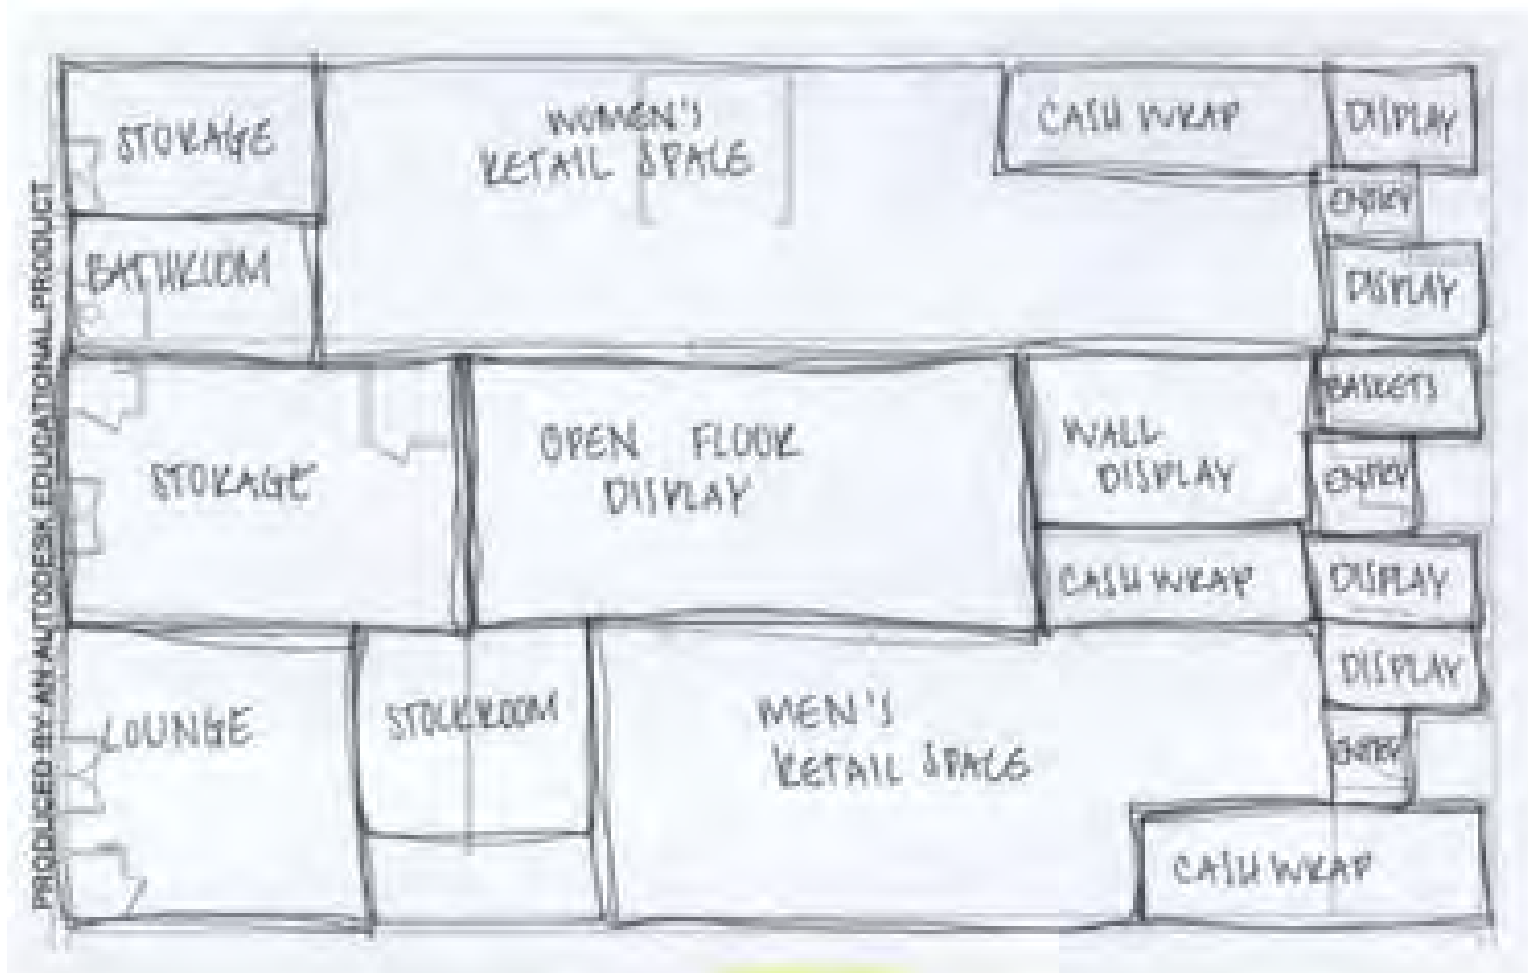 PRODUCED BY AN AUTODESK EDUCATIONAL PRODUCT
STORAGE
WOMEN'S
RETAIL SPACE
CASH WRAP
DISPLAY
ENTRY
BATHROOM
DISPLAY
STORAGE
OPEN FLOOR
DISPLAY
WALL
DISPLAY
BASKETS
ENTRY
CASH WRAP
DISPLAY
LOUNGE
STOCKROOM
MEN'S
RETAIL SPACE
DISPLAY
ENTRY
CASH WRAP